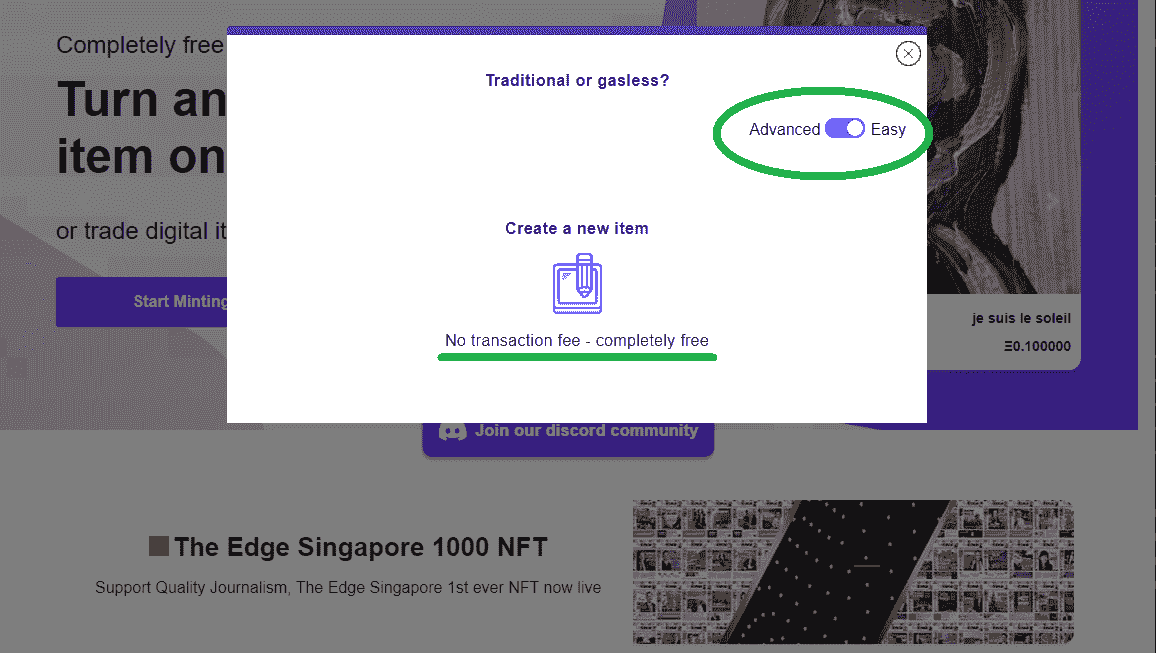 Completely free
Turn an
item on
or trade digital it
Start Minting
Traditional or gasless?
Advanced Easy
Create a new item
No transaction fee - completely free
je suis le soleil
Ξ0.100000
Join our discord community
The Edge Singapore 1000 NFT
Support Quality Journalism, The Edge Singapore 1st ever NFT now live